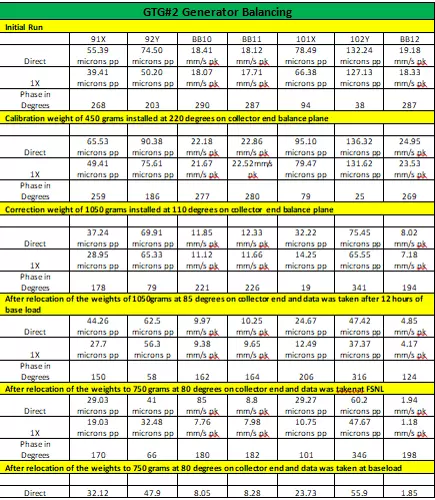 GTG#2 Generator Balancing
Initial Run
91X 92Y BB10 BB11 101X 102Y BB12
55.39 74.50 18.41 18.12 78.49 132.24 19.18
Direct microns pp microns pp mm/s pk mm/s pk microns pp microns pp mm/s pk
39.41 50.20 18.07 17.71 66.38 127.13 18.33
1X microns pp microns pp mm/s pk mm/s pk microns pp microns pp mm/s pk
Phase in
Degrees 268 203 290 287 94 38 287
Calibration weight of 450 grams installed at 220 degrees on collector end balance plane
65.53 90.38 22.18 22.86 95.10 136.32 24.95
Direct microns pp microns pp mm/s pk mm/s pk microns pp microns pp mm/s pk
49.41 75.61 21.67 22.52mm/s 79.47 131.62 23.53
1X microns pp microns pp mm/s pk pk microns pp microns pp mm/s pk
Phase in
Degrees 259 186 277 280 79 25 269
Correction weight of 1050 grams installed at 110 degrees on collector end balance plane
37.24 69.91 11.85 12.33 32.22 75.45 8.02
Direct microns pp microns pp mm/s pk mm/s pk microns pp microns pp mm/s pk
28.95 65.33 11.12 11.66 14.25 65.55 7.18
1X microns pp microns pp mm/s pk mm/s pk microns pp microns pp mm/s pk
Phase in
Degrees 178 79 221 226 19 341 194
After relocation of the weights of 1050grams at 85 degrees on collector end and data was taken after 12 hours of
base load
44.26 62.5 9.97 10.25 24.67 47.42 4.85
Direct microns pp microns pp mm/s pk mm/s pk microns pp microns pp mm/s pk
27.7 56.3 9.38 9.65 12.49 37.37 4.17
1X microns pp microns p mm/s pk mm/s pk microns pp microns pp mm/s pk
Phase in
Degrees 150 58 162 164 206 316 124
After relocation of the weights to 750 grams at 80 degrees on collector end and data was taken at FSNL
29.03 41 85 8.8 29.27 60.2 1.94
Direct microns pp microns pp mm/s pk mm/s pk microns pp microns pp mm/s pk
19.03 32.48 7.76 7.98 10.75 47.67 1.18
1X microns pp microns pp mm/s pk mm/s pk microns pp microns pp mm/s pk
Phase in
Degrees 170 66 180 182 101 346 198
After relocation of the weights to 750 grams at 80 degrees on collector end and data was taken at base load
Direct 32.12 47.9 8.05 8.28 23.73 55.9 1.85